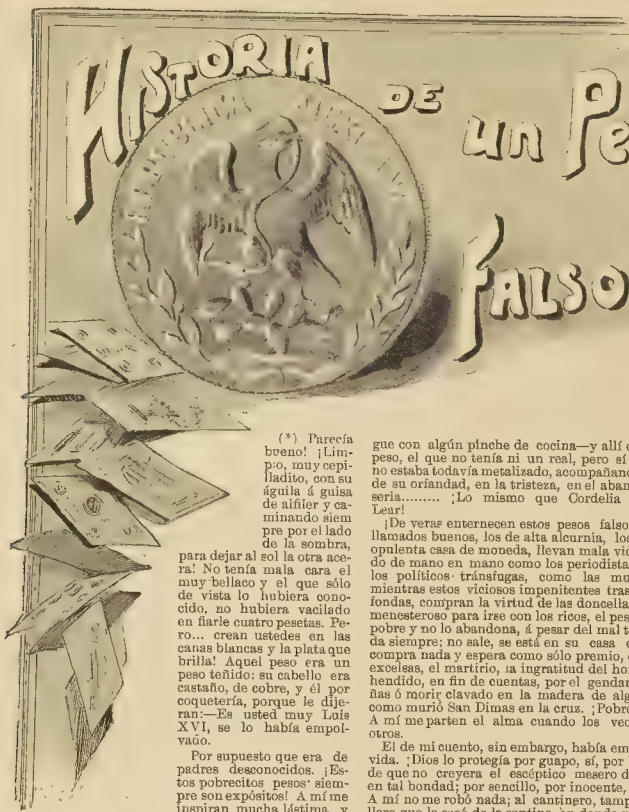 HISTORIA DE un Pe
FALSO
REPUBLICA MEXICANA
(*) Parecía
bueno! ¡Lim-
pio, muy cepi-
lladito, con su
águila á guisa
de alfiler y ca-
minando siem
pre por el lado
de la sombra,
para dejar al sol la otra ace-
ra! No tenía mala cara el
muy bellaco y el que sólo
de vista lo hubiera cono-
cido, no hubiera vacilado
en fiarle cuatro pesetas. Pe-
ro... crean ustedes en las
canas blancas y la plata que
brilla! Aquel peso era un
peso teñido: su cabello era
castaño, de cobre, y él por
coquetería, porque le dije-
ran:—Es usted muy Luis
XVI, se lo había empol-
vado.
Por supuesto que era de
padres desconocidos. ¡Es-
tos pobrecitos pesos siem-
pre son expósitos! A mí me
inspiran mucha lástima, y
gue con algún pinche de cocina—y allí
peso, el que no tenía ni un real, pero sí
no estaba todavía metalizado, acompañand
de su orfandad, en la tristeza, en el aban
seria......... ¡Lo mismo que Cordelia
Lear!
¡De veras enternecen estos pesos falso
llamados buenos, los de alta alcurnia, los
opulenta casa de moneda, llevan mala vid
do de mano en mano como los periodista
los políticos tránsfugas, como las mu
mientras estos viciosos impenitentes tras
fondas, compran la virtud de las doncella
menesteroso para irse con los ricos, el pes
pobre y no lo abandona, á pesar del mal t
da siempre; no sale, se está en su casa
compra nada y espera como sólo premio,
excelsas, el martirio, la ingratitud del ho
hendido, en fin de cuentas, por el gendar
ñas ó morir clavado en la madera de alg
como murió San Dimas en la cruz. ¡Pobre
A mí me parten el alma cuando los veo
otros.
El de mi cuento, sin embargo, había em
vida. ¡Dios lo protegía por guapo, sí, por
de que no creyera el escéptico mesero d
en tal bondad; por sencillo, por inocente,
A mí no me robó nada; al cantinero, tam